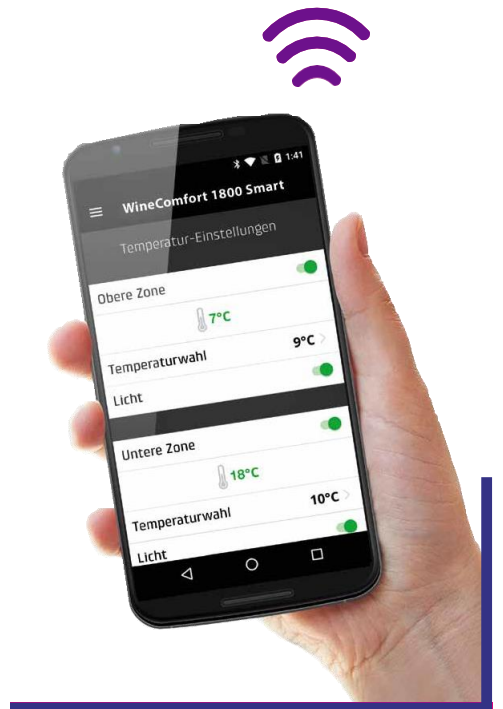 1:41
WineComfort 1800 Smart
Temperatur-Einstellungen
Obere Zone
7°C
Temperaturwahl 9°C
Licht
Untere Zone
18°C
Temperaturwahl 10°C
Licht